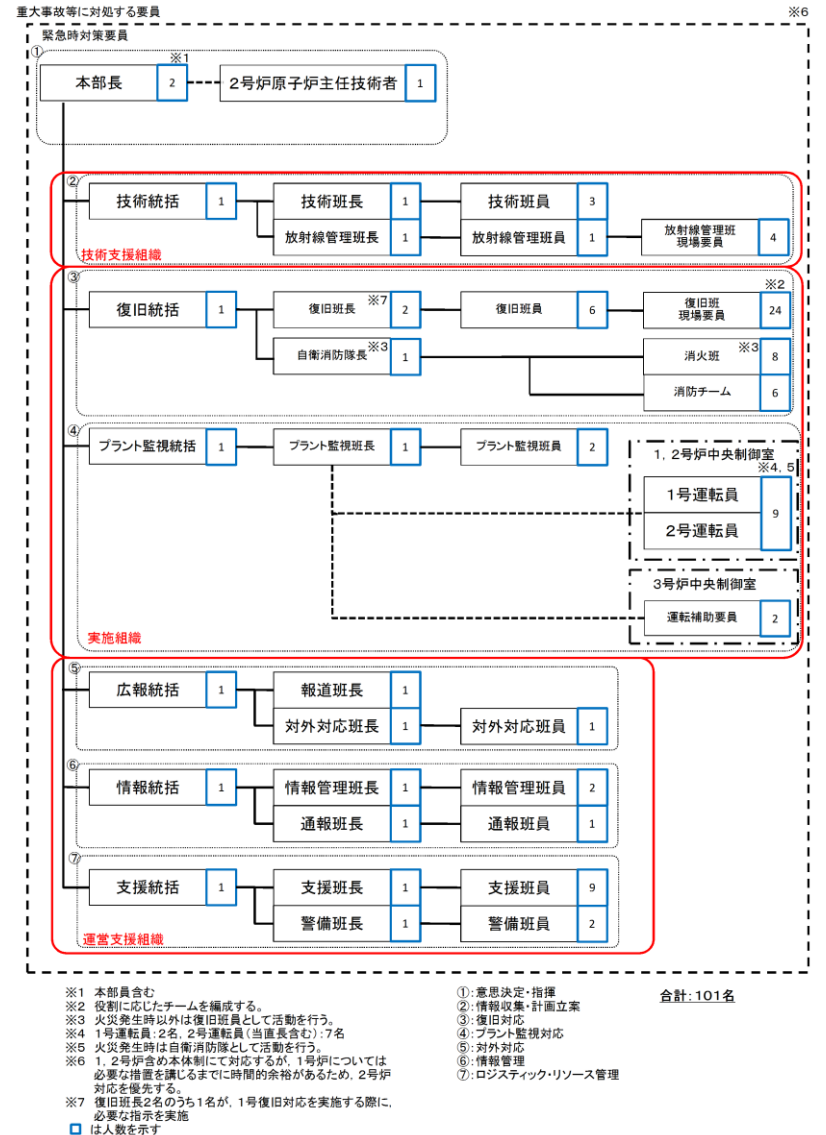 重大事故等に対処する要員 ※6
緊急時対策要員
①
※1
本部長 2 2号炉原子炉主任技術者 1
②
技術統括 1 技術班長 1 技術班員 3
放射線管理班長 1 放射線管理班員 1 放射線管理班
現場要員 4
技術支援組織
③
※2
復旧統括 1 復旧班長 ※7 2 復旧班員 6 復旧班
現場要員 24
自衛消防隊長 ※3 1 消火班 ※3 8
消防チーム 6
④
プラント監視統括 1 プラント監視班長 1 プラント監視班員 2
1,2号炉中央制御室
※4,5
1号運転員
9
2号運転員
3号炉中央制御室
運転補助要員 2
実施組織
⑤
広報統括 1 報道班長 1
対外対応班長 1 対外対応班員 1
⑥
情報統括 1 情報管理班長 1 情報管理班員 2
通報班長 1 通報班員 1
⑦
支援統括 1 支援班長 1 支援班員 9
警備班長 1 警備班員 2
運営支援組織
※1 本部員含む
※2 役割に応じたチームを編成する。
※3 火災発生時以外は復旧班員として活動を行う。
※4 1号運転員:2名,2号運転員(当直長含む):7名
※5 火災発生時は自衛消防隊として活動を行う。
※6 1,2号炉含め本体制にて対応するが,1号炉については
必要な措置を講じるまでに時間的余裕があるため,2号炉
対応を優先する。
※7 復旧班長2名のうち1名が,1号復旧対応を実施する際に,
必要な指示を実施
は人数を示す
①:意思決定・指揮
②:情報収集・計画立案
③:復旧対応
④:プラント監視対応
⑤:対外対応
⑥:情報管理
⑦:ロジスティック・リソース管理
合計:101名